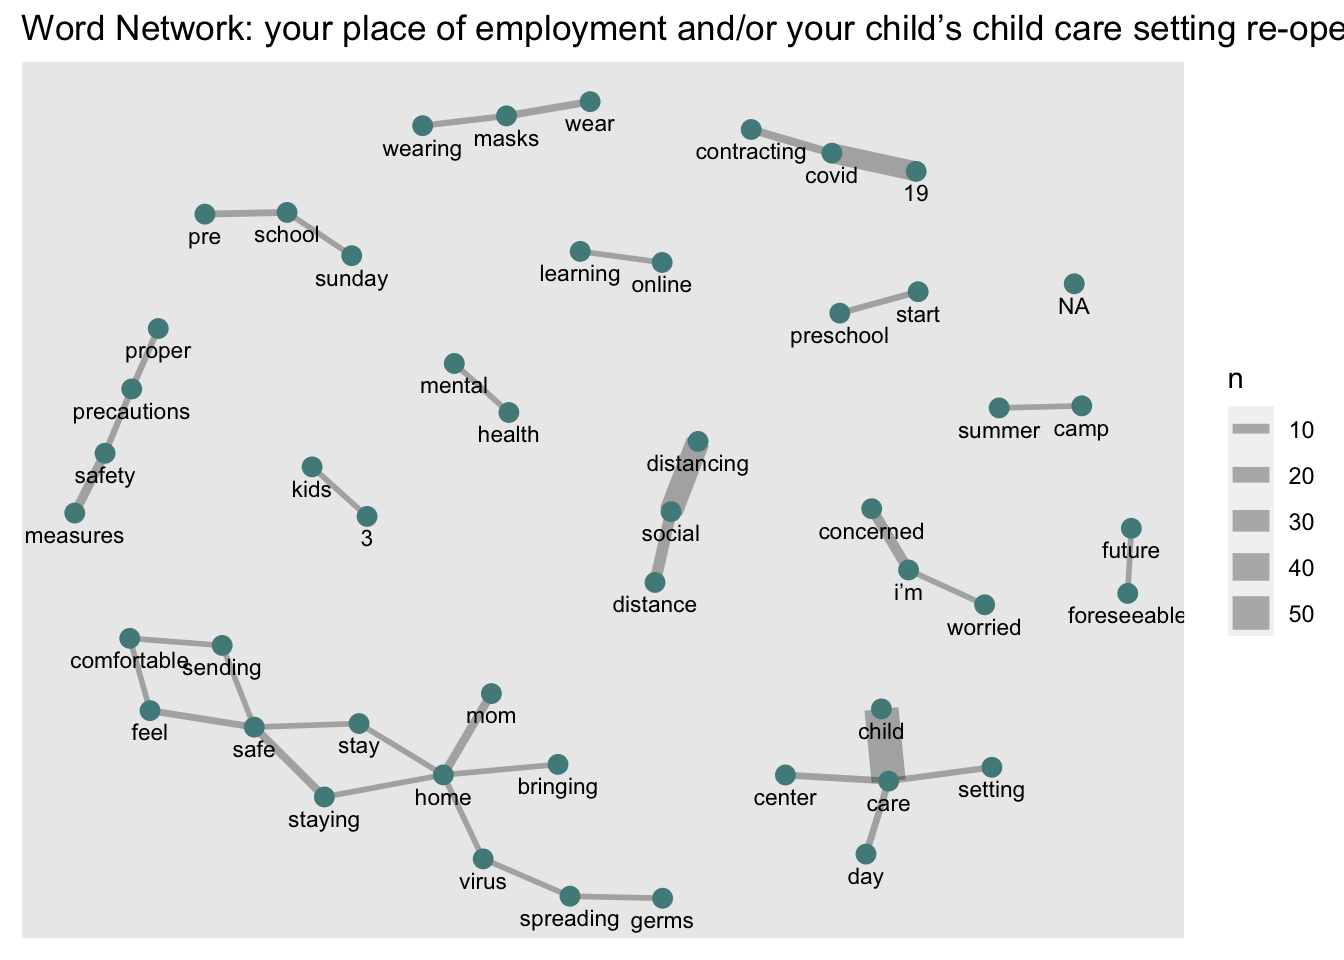 Word Network: your place of employment and/or your child’s child care setting re-ope
wear
masks
wearing
contracting
covid
19
pre
school
sunday
learning
online
start
preschool
NA
proper
precautions
safety
measures
mental
health
kids
3
distancing
social
distance
summer
camp
concerned
i’m
worried
future
foreseeable
n
10
20
30
40
50
comfortable
sending
feel
safe
stay
staying
mom
home
bringing
virus
spreading
germs
child
center
care
setting
day